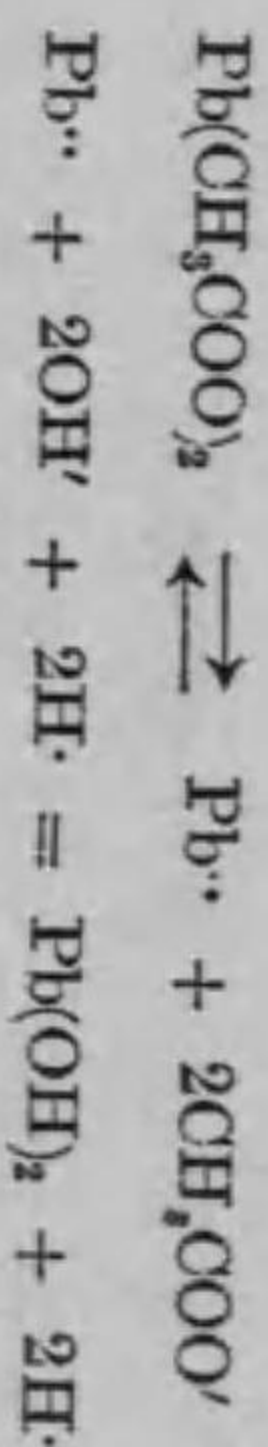 Pb(CH₃COO)₂ ⇄ Pb·· + 2CH₃COO′
Pb·· + 2OH′ + 2H· = Pb(OH)₂ + 2H·